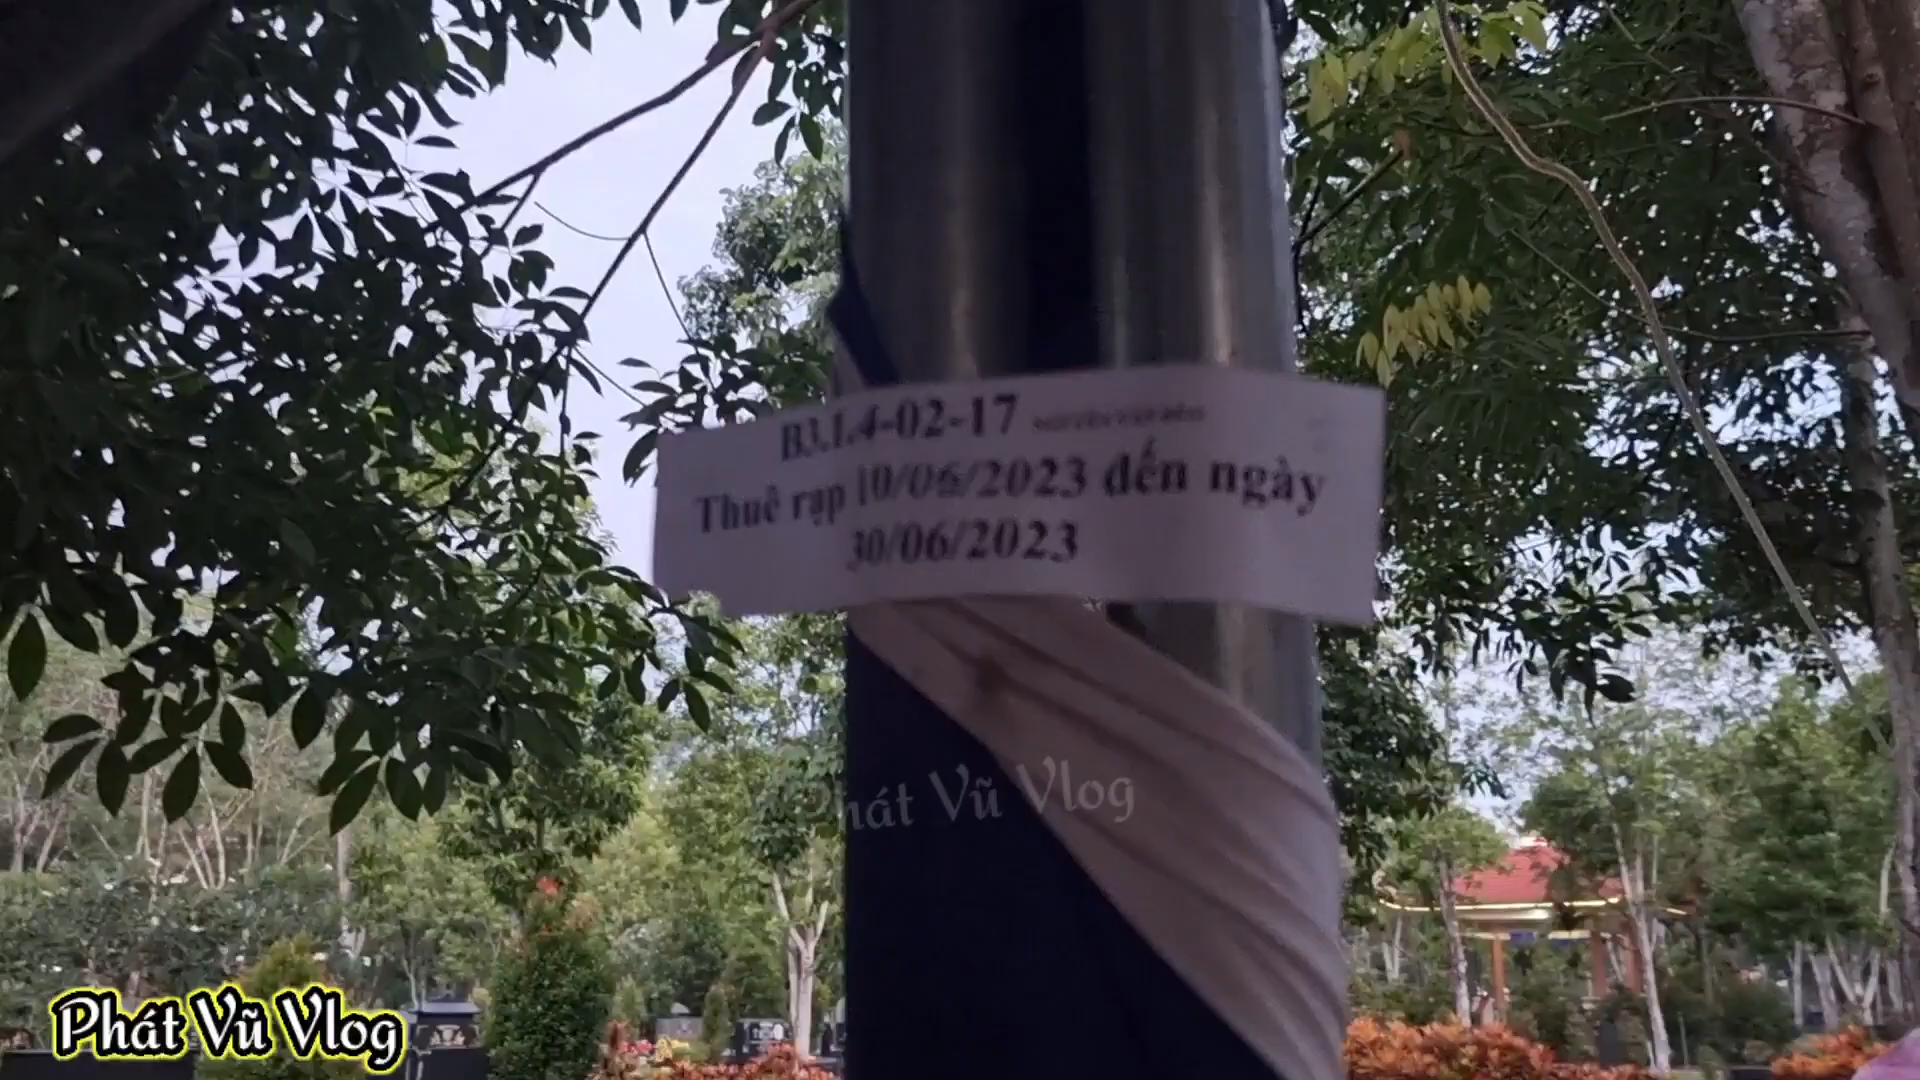 B3.1.4-02-17
Thuê rạp 10/06/2023 đến ngày
30/06/2023
Phát Vũ Vlog
Phát Vũ Vlog